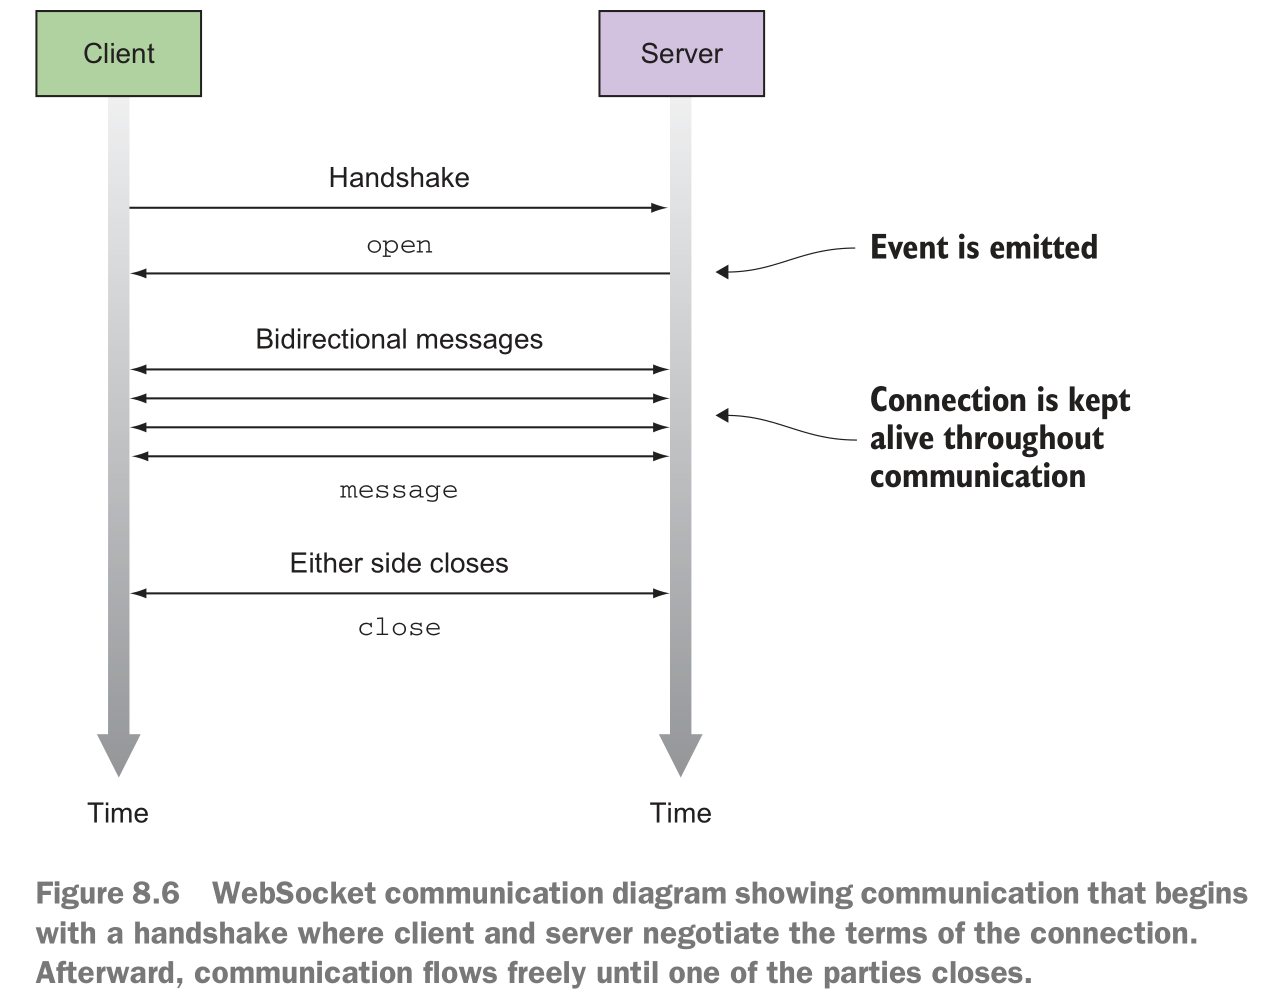 Client
Server
Handshake
open
Event is emitted
Bidirectional messages
Connection is kept
alive throughout
communication
message
Either side closes
close
Time
Time
Figure 8.6 WebSocket communication diagram showing communication that begins
with a handshake where client and server negotiate the terms of the connection.
Afterward, communication flows freely until one of the parties closes.